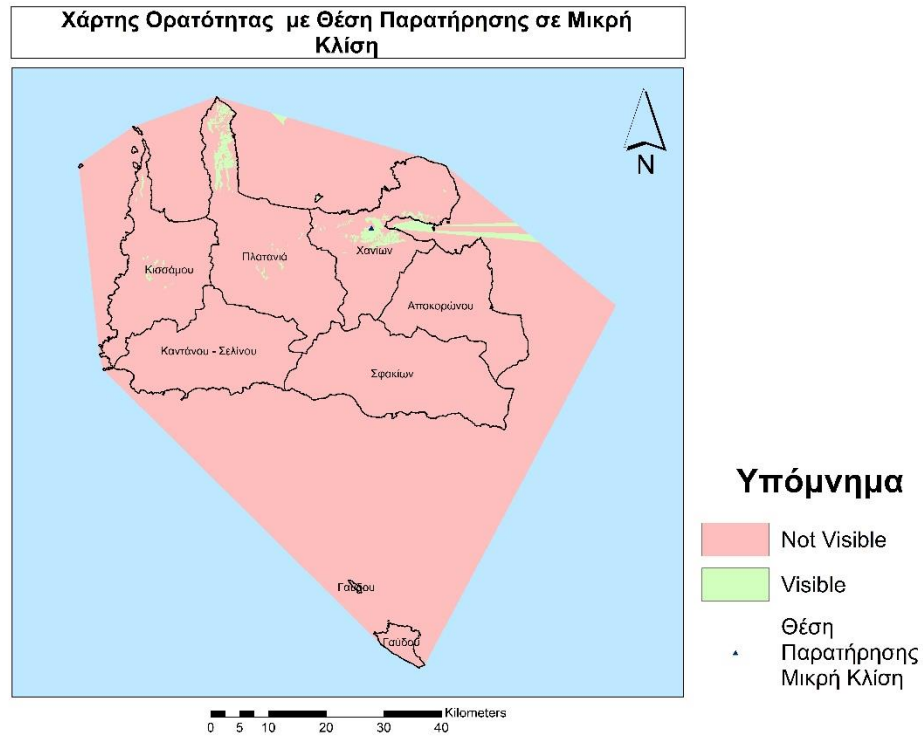 Χάρτης Ορατότητας με Θέση Παρατήρησης σε Μικρή
Κλίση
N
Κισσάμου
Πλατανιά
Χανίων
Αποκορώνου
Καντάνου - Σελίνου
Σφακίων
Γαύδου
Γαύδου
Υπόμνημα
Not Visible
Visible
Θέση
Παρατήρησης
Μικρή Κλίση
Kilometers
0 5 10 20 30 40